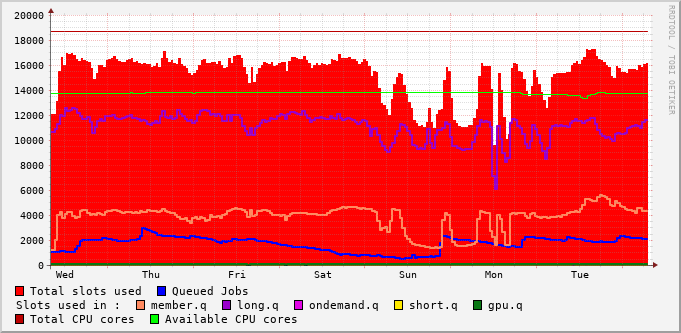 20000
18000
16000
14000
12000
10000
8000
6000
4000
2000
0
Wed Thu Fri Sat Sun Mon Tue
RRDTOOL / TOBI OETIKER
Total slots used Queued Jobs
Slots used in : member.q long.q ondemand.q short.q gpu.q
Total CPU cores Available CPU cores